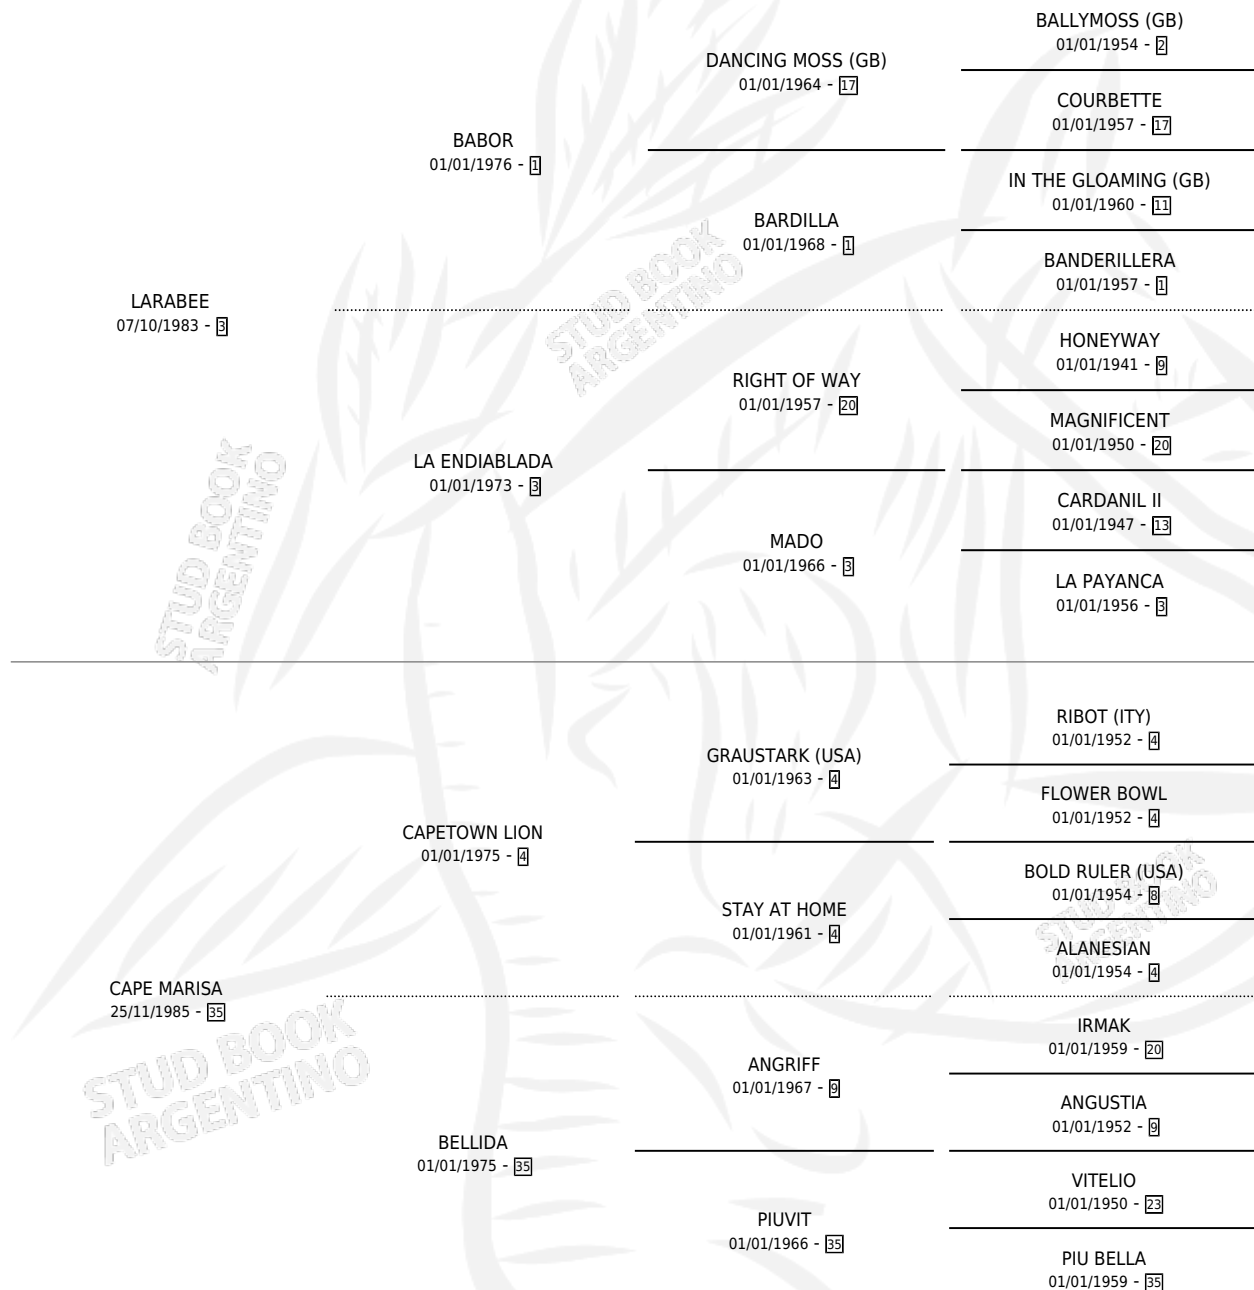 BALLYMOSS (GB)
01/01/1954 - 2
DANCING MOSS (GB)
01/01/1964 - 17
COURBETTE
01/01/1957 - 17
BABOR
01/01/1976 - 1
IN THE GLOAMING (GB)
01/01/1960 - 11
BARDILLA
01/01/1968 - 1
BANDERILLERA
01/01/1957 - 1
LARABEE
07/10/1983 - 3
HONEYWAY
01/01/1941 - 9
RIGHT OF WAY
01/01/1957 - 20
MAGNIFICENT
01/01/1950 - 20
LA ENDIABLADA
01/01/1973 - 3
CARDANIL II
01/01/1947 - 13
MADO
01/01/1966 - 3
LA PAYANCA
01/01/1956 - 3
RIBOT (ITY)
01/01/1952 - 4
GRAUSTARK (USA)
01/01/1963 - 4
FLOWER BOWL
01/01/1952 - 4
CAPETOWN LION
01/01/1975 - 4
BOLD RULER (USA)
01/01/1954 - 8
STAY AT HOME
01/01/1961 - 4
ALANESIAN
01/01/1954 - 4
CAPE MARISA
25/11/1985 - 35
IRMAK
01/01/1959 - 20
ANGRIFF
01/01/1967 - 9
ANGUSTIA
01/01/1952 - 9
BELLIDA
01/01/1975 - 35
VITELIO
01/01/1950 - 23
PIUVIT
01/01/1966 - 35
PIU BELLA
01/01/1959 - 35
STUD BOOK
ARGENTINO
STUD BOOK
ARGENTINO
STUD BOOK
ARGENTINO
STUD BOOK
ARGENTINO